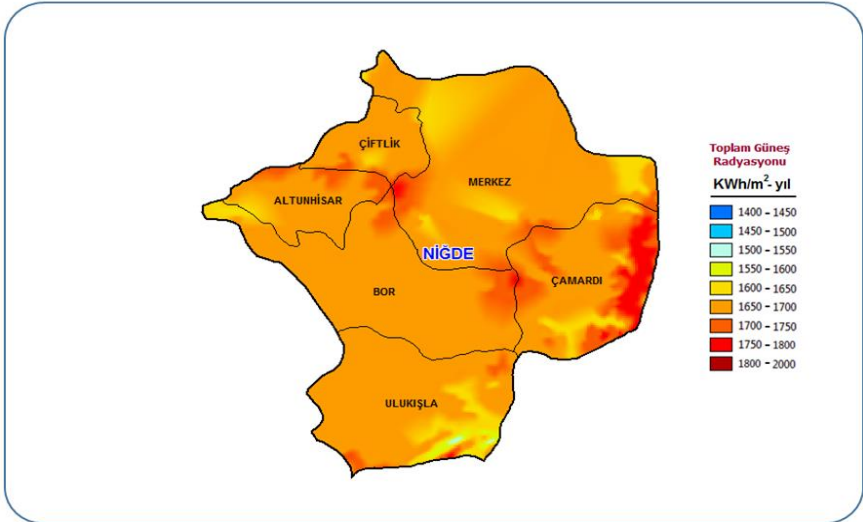 ÇİFTLİK
MERKEZ
ALTUNHİSAR
NİĞDE
ÇAMARDI
BOR
ULUKIŞLA
Toplam Güneş
Radyasyonu
KWh/m²- yıl
1400 - 1450
1450 - 1500
1500 - 1550
1550 - 1600
1600 - 1650
1650 - 1700
1700 - 1750
1750 - 1800
1800 - 2000